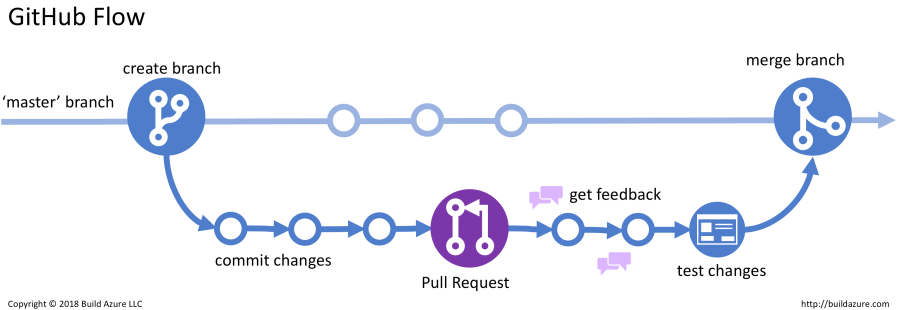 GitHub Flow
create branch
merge branch
‘master’ branch
get feedback
commit changes
Pull Request
test changes
Copyright © 2018 Build Azure LLC
http://buildazure.com